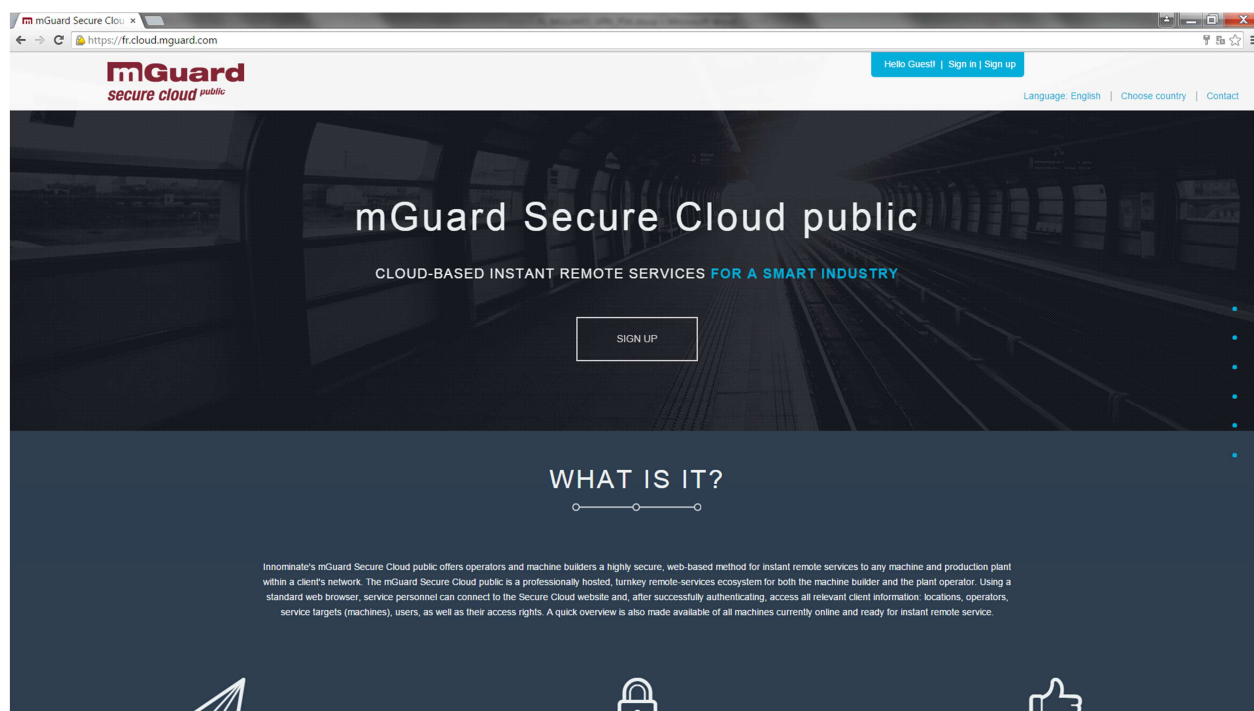 mGuard Secure Clou
https://fr.cloud.mguard.com
mGuard
secure cloud public
Hello Guest! | Sign in | Sign up
Language: English | Choose country | Contact
mGuard Secure Cloud public
CLOUD-BASED INSTANT REMOTE SERVICES FOR A SMART INDUSTRY
SIGN UP
WHAT IS IT?
Innominate's mGuard Secure Cloud public offers operators and machine builders a highly secure, web-based method for instant remote services to any machine and production plant
within a client's network. The mGuard Secure Cloud public is a professionally hosted, turnkey remote-services ecosystem for both the machine builder and the plant operator. Using a
standard web browser, service personnel can connect to the Secure Cloud website and, after successfully authenticating, access all relevant client information: locations, operators,
service targets (machines), users, as well as their access rights. A quick overview is also made available of all machines currently online and ready for instant remote service.